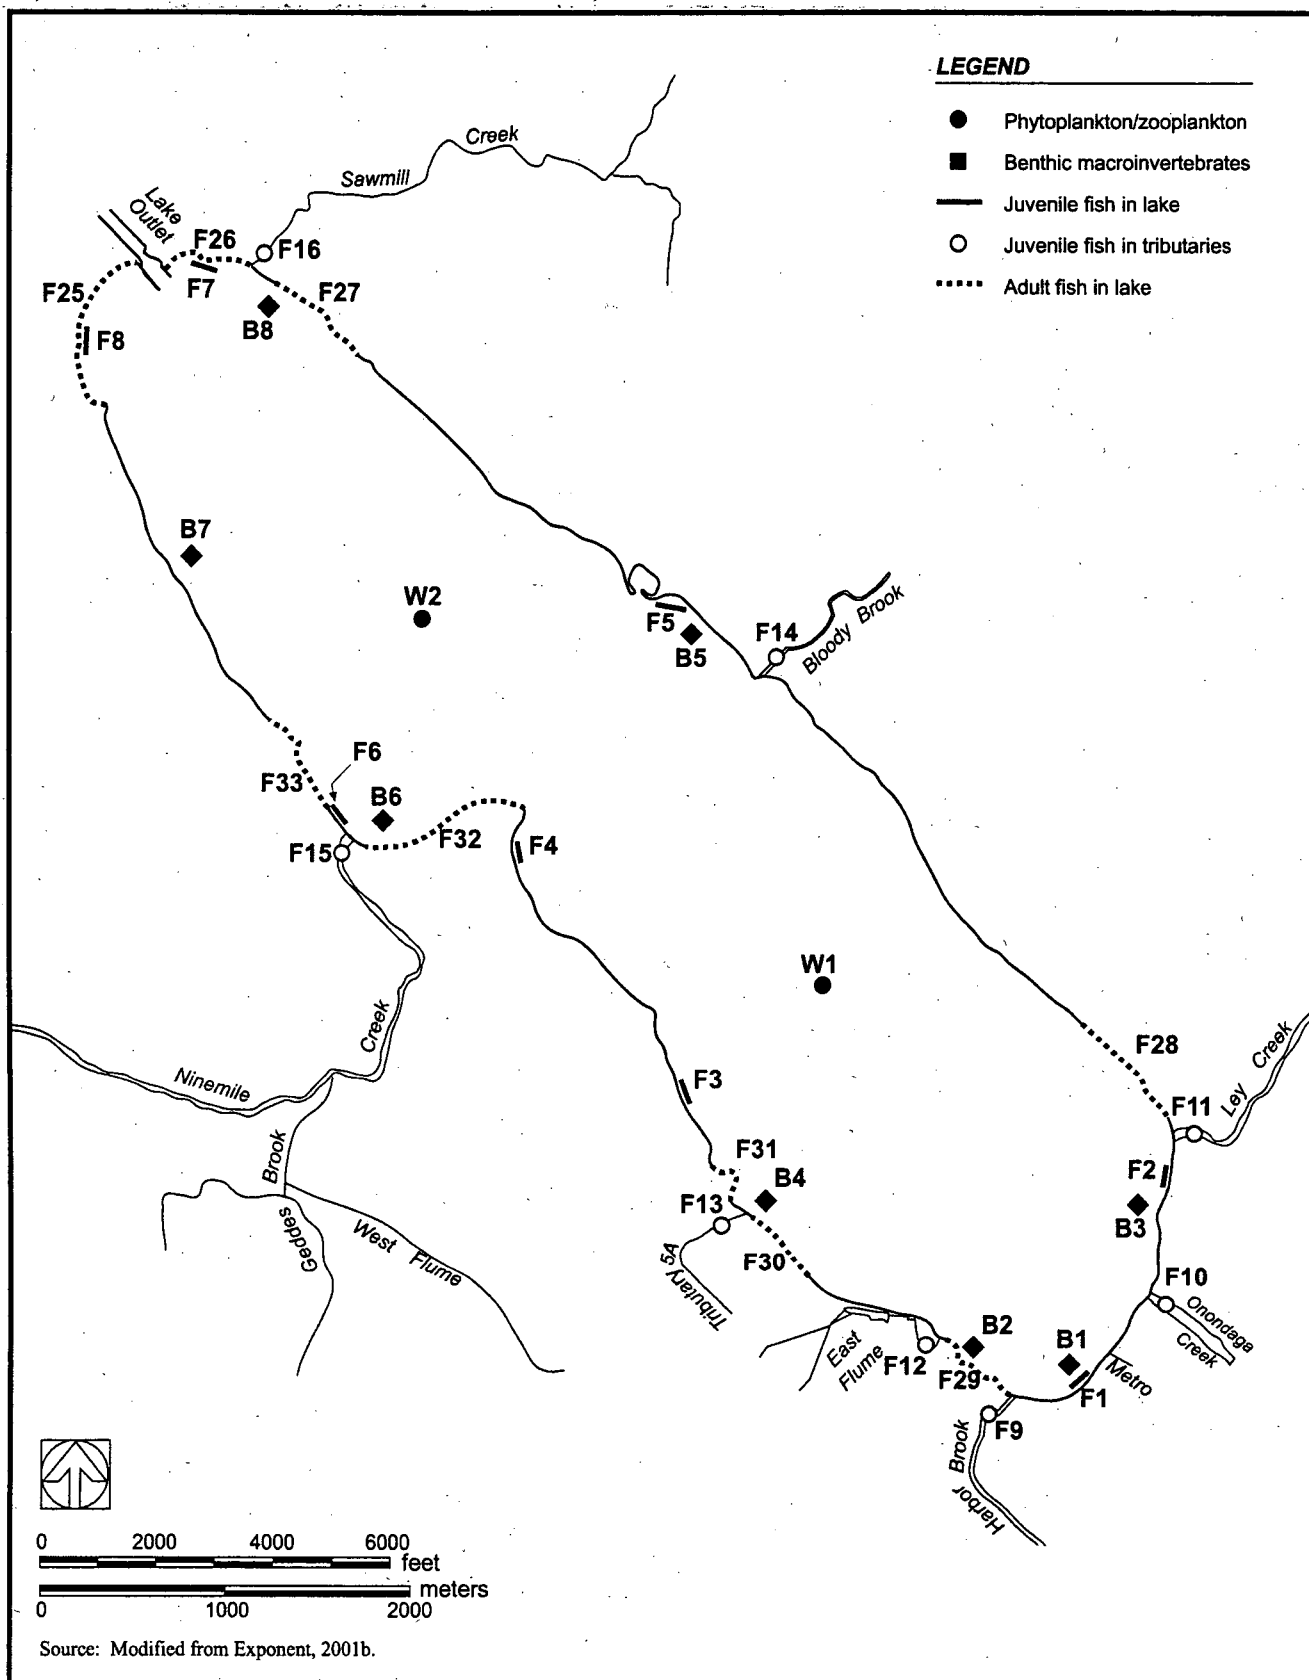 LEGEND
Phytoplankton/zooplankton
Benthic macroinvertebrates
Juvenile fish in lake
Juvenile fish in tributaries
Adult fish in lake
Sawmill Creek
Lake
Outlet
F26
F16
F25
F7
F27
F8
B8
B7
W2
F5
B5
F14
Bloody Brook
F6
F33
B6
F32
F4
F15
W1
Creek
Ninemile
F28
F3
Ley Creek
F11
Brook
F31
B4
F2
F13
B3
Geddes
West Flume
Tributary 5A
F30
F10
Onondaga
Creek
East
Flume
F12
B2
B1
F29
Metro
F1
F9
Brook
Harbor
0 2000 4000 6000
feet
meters
0 1000 2000
Source: Modified from Exponent, 2001b.